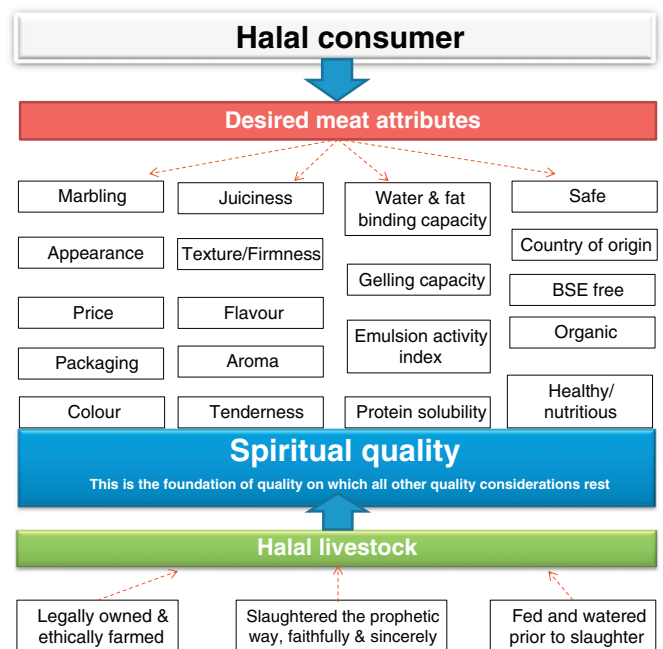 Halal consumer
Desired meat attributes
Marbling
Appearance
Price
Packaging
Colour
Juiciness
Texture/Firmness
Flavour
Aroma
Tenderness
Water & fat
binding capacity
Gelling capacity
Emulsion activity
index
Protein solubility
Safe
Country of origin
BSE free
Organic
Healthy/
nutritious
Spiritual quality
This is the foundation of quality on which all other quality considerations rest
Halal livestock
Legally owned &
ethically farmed
Slaughtered the prophetic
way, faithfully & sincerely
Fed and watered
prior to slaughter